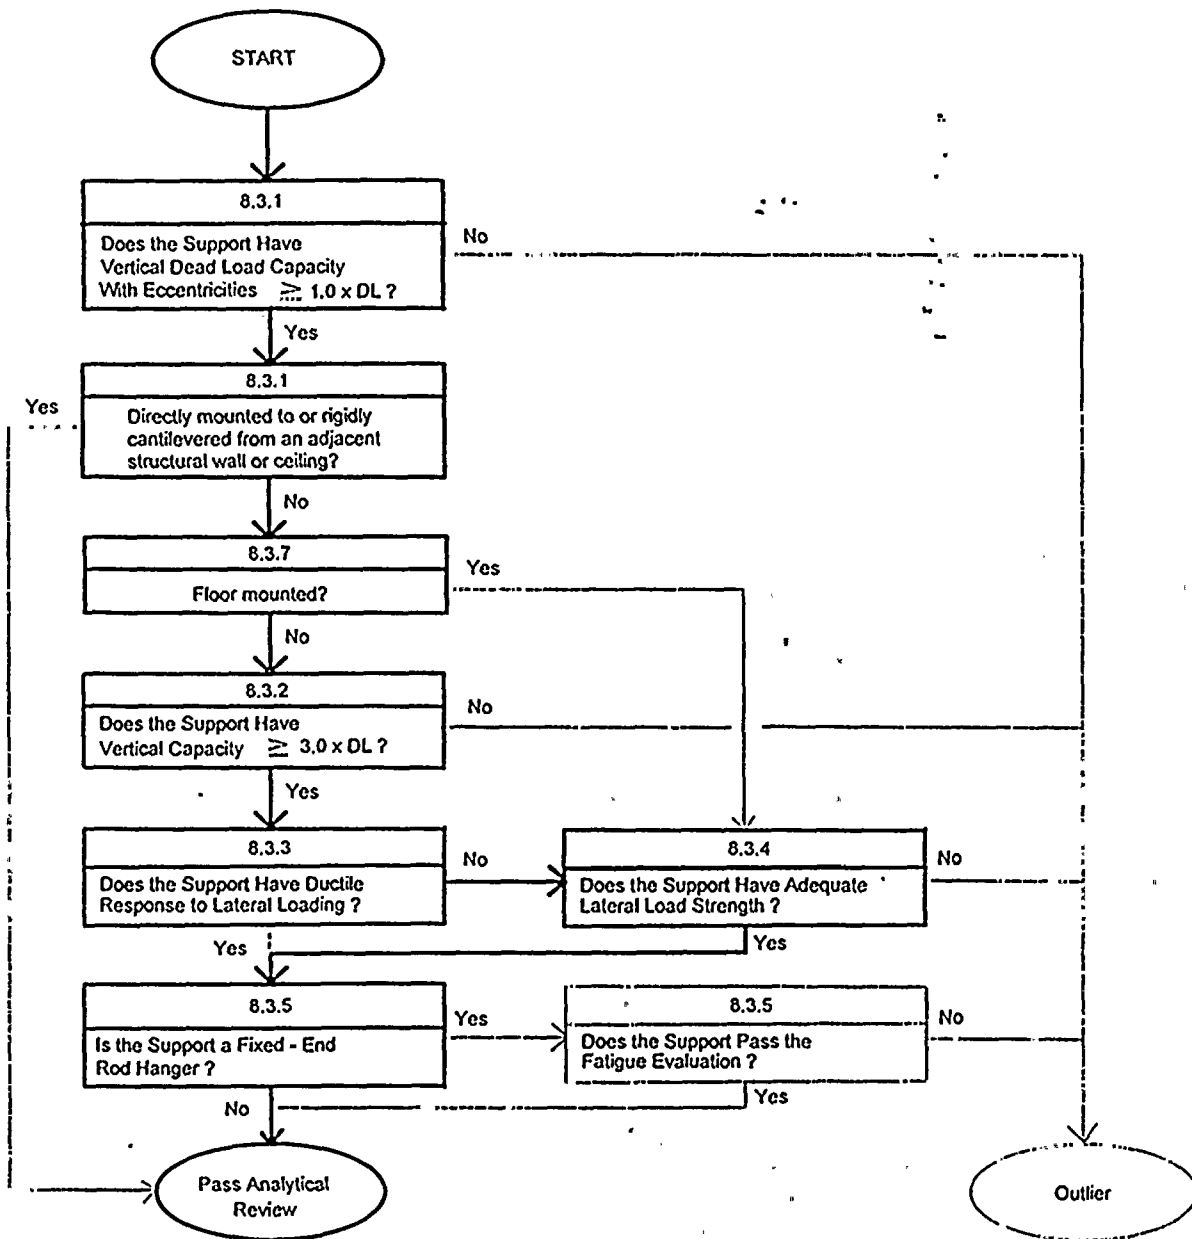 START
8.3.1
Does the Support Have
Vertical Dead Load Capacity
With Eccentricities ≥ 1.0 x DL ?
No
Yes
8.3.1
Directly mounted to or rigidly
cantilevered from an adjacent
structural wall or ceiling?
Yes
No
8.3.7
Floor mounted?
Yes
No
8.3.2
Does the Support Have
Vertical Capacity ≥ 3.0 x DL ?
No
Yes
8.3.3
Does the Support Have Ductile
Response to Lateral Loading ?
No
8.3.4
Does the Support Have Adequate
Lateral Load Strength ?
No
Yes
Yes
8.3.5
Is the Support a Fixed - End
Rod Hanger ?
Yes
8.3.5
Does the Support Pass the
Fatigue Evaluation ?
No
No
Yes
Pass Analytical
Review
Outlier